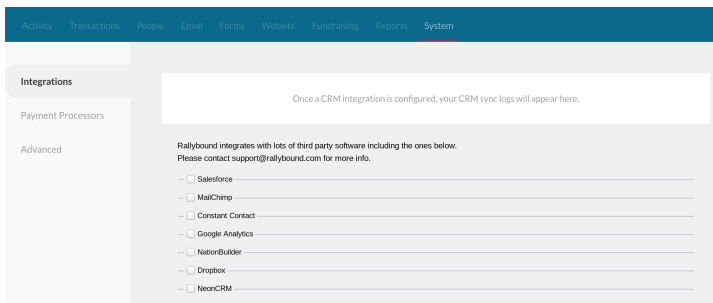 Activity Transactions People Email Forms Website Fundraising Reports System
Integrations
Payment Processors
Advanced
Once a CRM integration is configured, your CRM sync logs will appear here.
Rallybound integrates with lots of third party software including the ones below.
Please contact support@rallybound.com for more info.
Salesforce
MailChimp
Constant Contact
Google Analytics
NationBuilder
Dropbox
NeonCRM